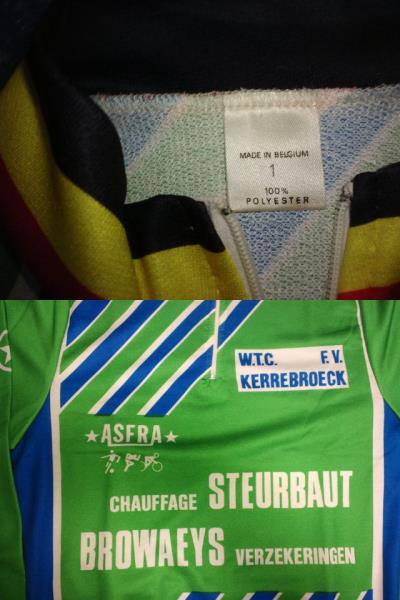 MADE IN BELGIUM
1
100%
POLYESTER
W.T.C. F.V.
KERREBROECK
ASFRA
CHAUFFAGE STEURBAUT
BROWAEYS VERZEKERINGEN